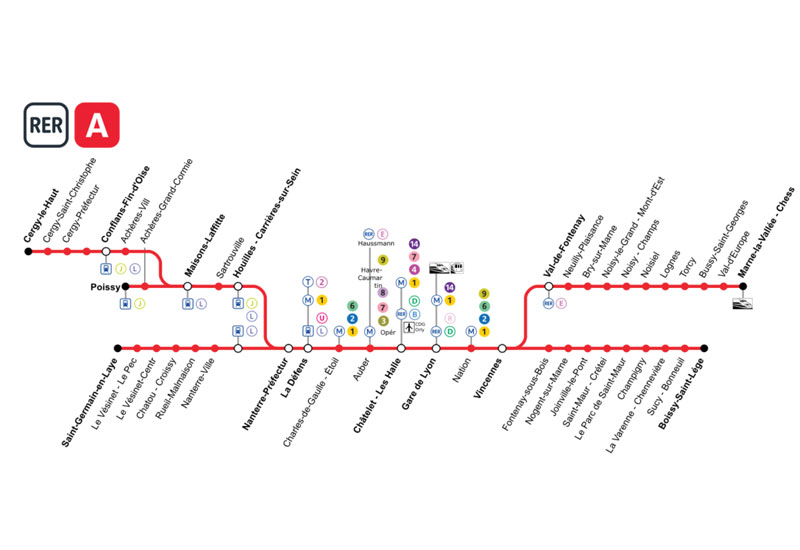 RER A
Cergy-le-Haut
Cergy-Saint-Christophe
Cergy-Préfectur
Conflans-Fin-d'Oise
Achères-Vill
Achères-Grand-Cormie
Poissy
Maisons-Laffitte
Sartrouville
Houilles - Carrières-sur-Sein
J L
J
L
J
L
L
T 2
M 1
U
L
6
2
M 1
RER E
Haussmann
9
Havre-
Caumar
tin
8
7
3
M Opér
14
7
4
M 1
D
RER B
CDG
Orly
14
M 1
R
RER D
9
6
2
M 1
Val-de-Fontenay
Neuilly-Plaisance
Bry-sur-Marne
Noisy-le-Grand - Mont-d'Est
Noisy - Champs
Noisiel
Lognes
Torcy
Bussy-Saint-Georges
Val-d'Europe
Marne-la-Vallée - Chess
RER E
Saint-Germain-en-Laye
Le Vésinet - Le Pec
Le Vésinet-Centr
Chatou - Croissy
Rueil-Malmaison
Nanterre-Ville
Nanterre-Préfectur
La Défens
Charles-de-Gaulle - Étoil
Auber
Châtelet - Les Halle
Gare de Lyon
Nation
Vincennes
Fontenay-sous-Bois
Nogent-sur-Marne
Joinville-le-Pont
Saint-Maur - Crétei
Le Parc de Saint-Maur
Champigny
La Varenne - Chennevière
Sucy - Bonneuil
Boissy-Saint-Lége